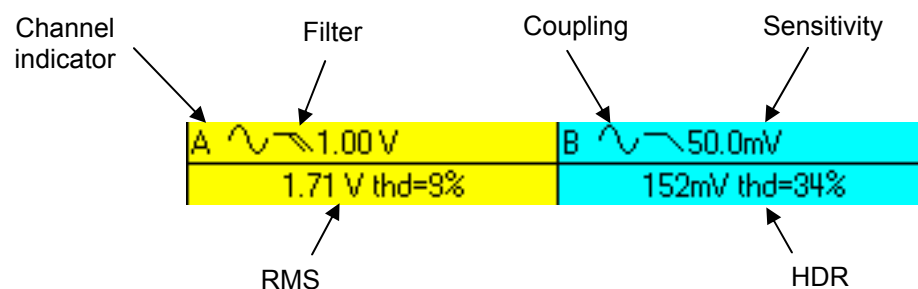 Channel
indicator
Filter
Coupling
Sensitivity
A 1.00 V
B 50.0mV
1.71 V thd=9%
152mV thd=34%
RMS
HDR